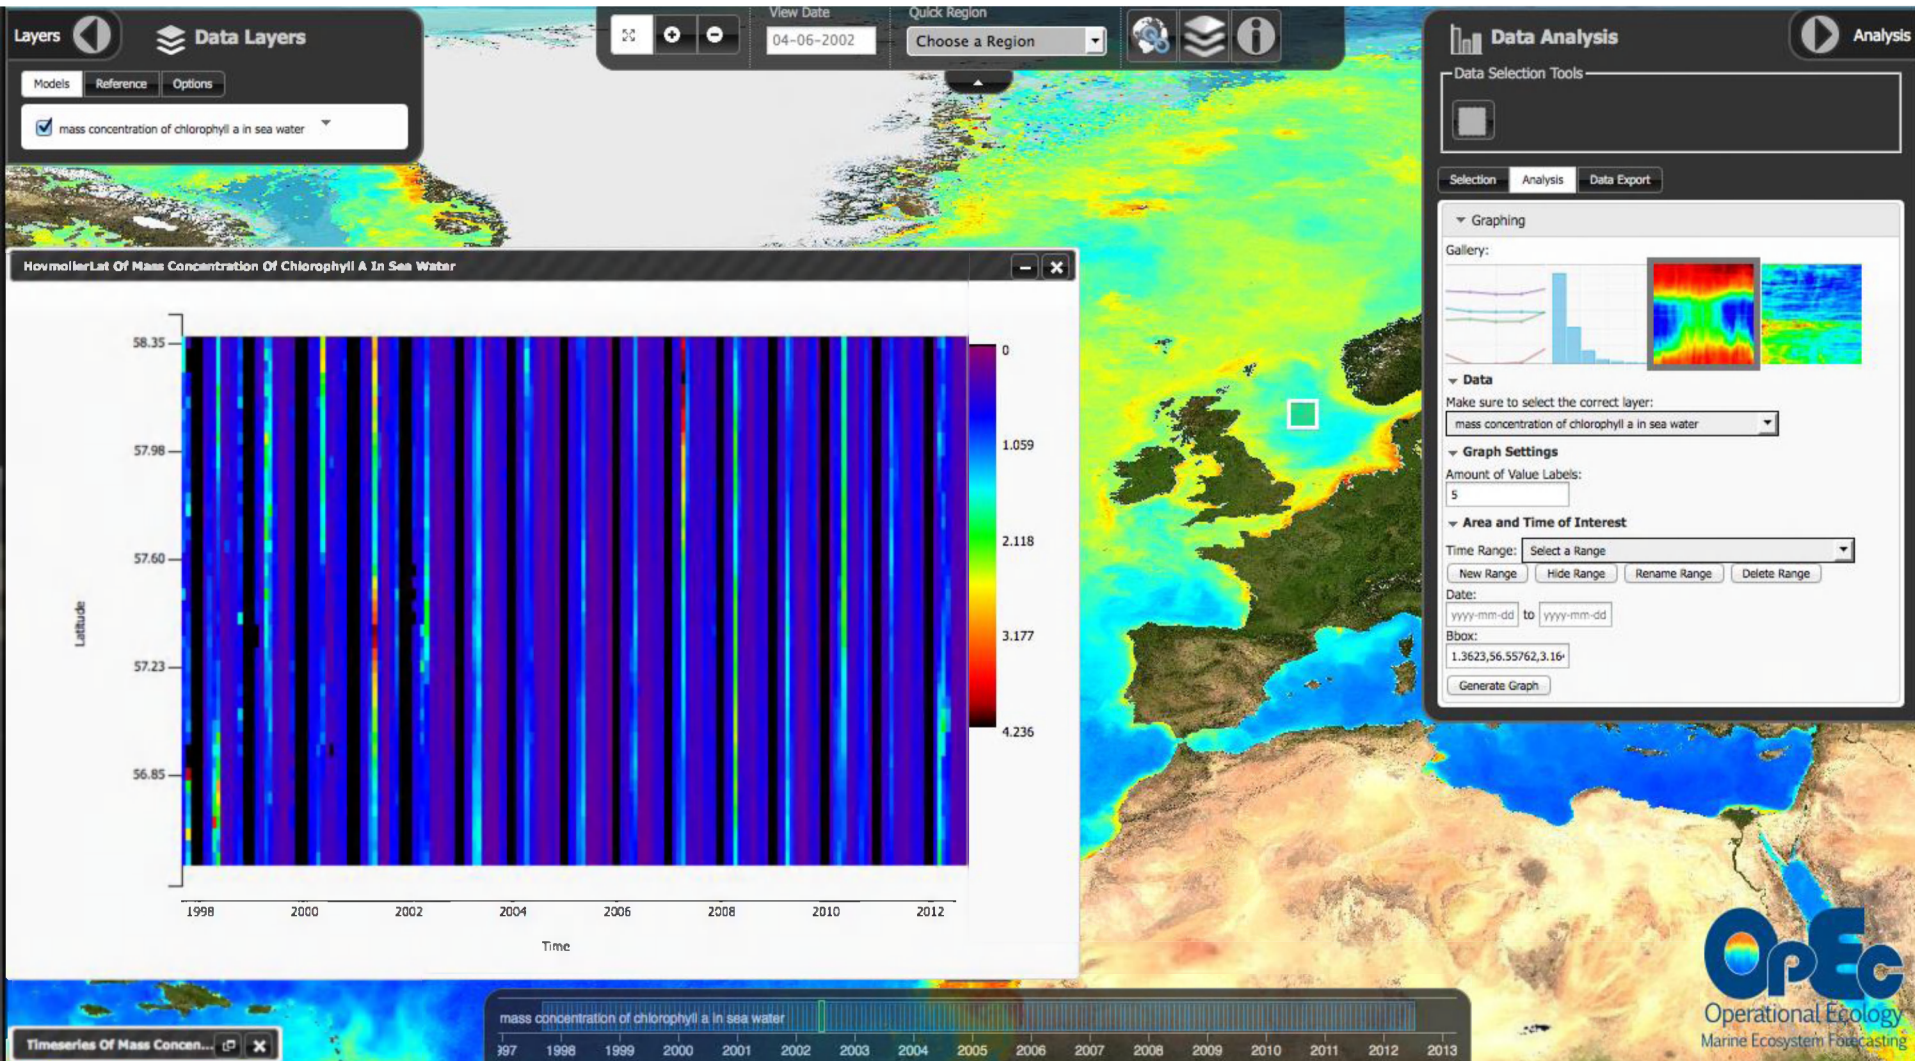 Layers
Data Layers
Models Reference Options
mass concentration of chlorophyll a in sea water
View Date
04-06-2002
Quick Region
Choose a Region
Data Analysis
Analysis
Data Selection Tools
Selection Analysis Data Export
Graphing
Gallery:
Data
Make sure to select the correct layer:
mass concentration of chlorophyll a in sea water
Graph Settings
Amount of Value Labels:
5
Area and Time of Interest
Time Range: Select a Range
New Range Hide Range Rename Range Delete Range
Date:
yyyy-mm-dd to yyyy-mm-dd
Bbox:
1.3623,56.55762,3.16
Generate Graph
HovmollerLat Of Mass Concentration Of Chlorophyll A In Sea Water
58.35
57.98
57.60
57.23
56.85
Latitude
0
1.059
2.118
3.177
4.236
1998 2000 2002 2004 2006 2008 2010 2012
Time
OpEc
Operational Ecology
Marine Ecosystem Forecasting
Timeseries Of Mass Concen...
mass concentration of chlorophyll a in sea water
997 1998 1999 2000 2001 2002 2003 2004 2005 2006 2007 2008 2009 2010 2011 2012 2013